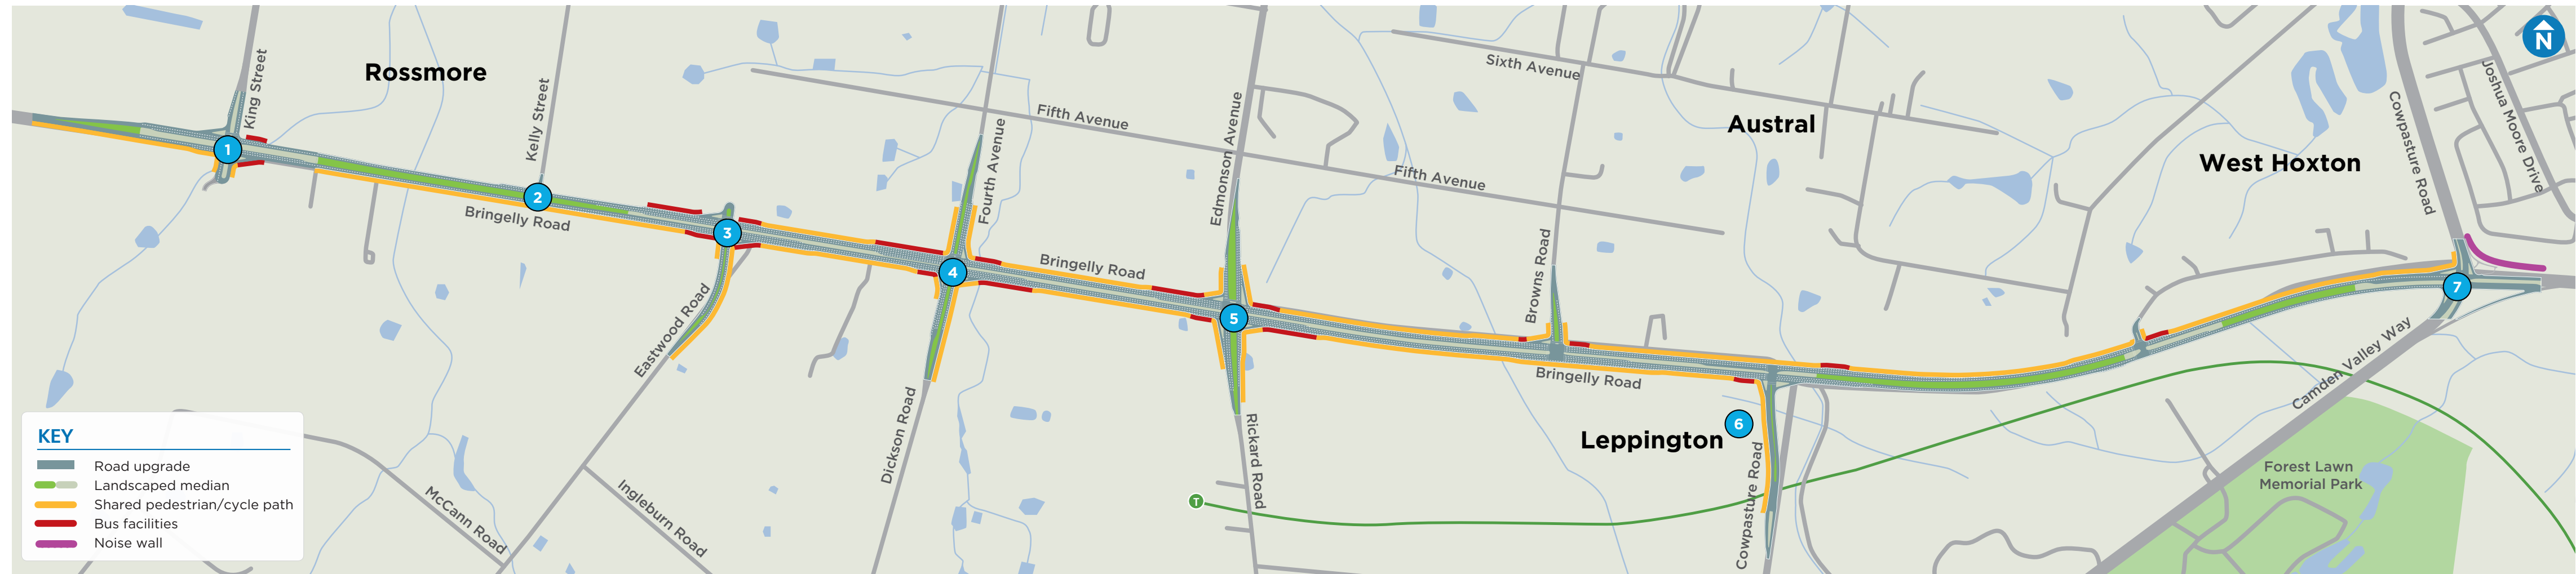 Rossmore
King Street
Kelly Street
Bringelly Road
1
2
3
Eastwood Road
McCann Road
Ingleburn Road
Fifth Avenue
Fourth Avenue
4
Dickson Road
Bringelly Road
Edmonson Avenue
5
Rickard Road
T
Fifth Avenue
Sixth Avenue
Austral
Browns Road
Bringelly Road
Leppington
6
Cowpasture Road
West Hoxton
Cowpasture Road
Joshua Moore Drive
N
7
Camden Valley Way
Forest Lawn
Memorial Park
KEY
Road upgrade
Landscaped median
Shared pedestrian/cycle path
Bus facilities
Noise wall